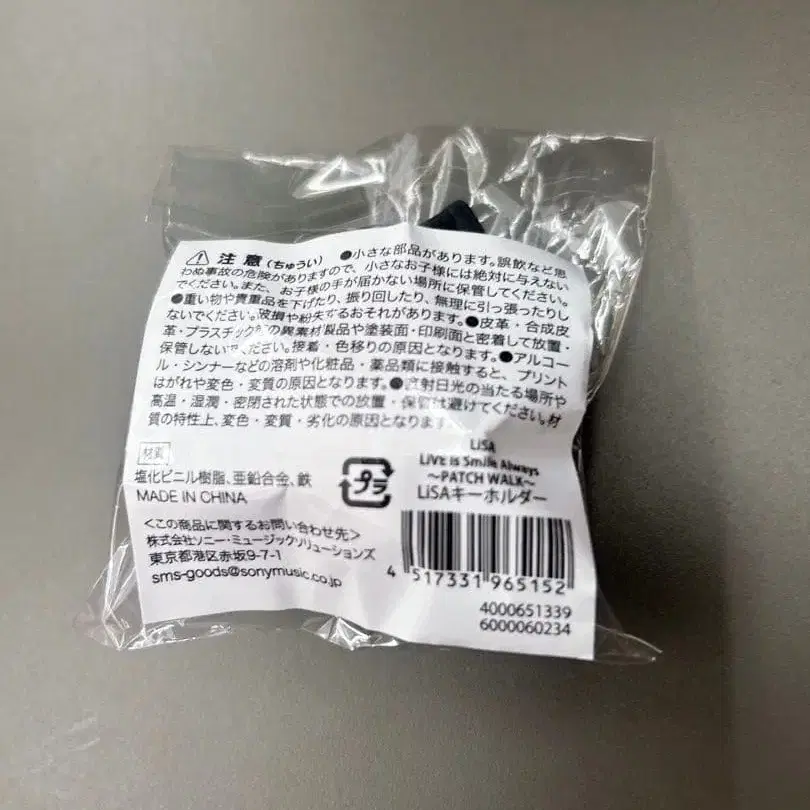 注意(ちゅうい) ●小さな部品があります。誤飲など思
わぬ事故の危険がありますので、小さなお子様には絶対に与えない
でください。また、お子様の手が届かない場所に保管してください。
●重い物や貴重品を下げたり、振り回したり、無理に引っ張ったりし
ないでください。破損や紛失するおそれがあります。●皮革・合成皮
革・プラスチック等の異素材製品や塗装面・印刷面と密着して放置・
保管しないでください。接着・色移りの原因となります。●アルコー
ル・シンナーなどの溶剤や化粧品・薬品類に接触すると、プリント
はがれや変色・変質の原因となります。●直射日光の当たる場所や
高温・湿潤・密閉された状態での放置・保管は避けてください。材
質の特性上、変色・変質・劣化の原因となります。
材質
塩化ビニル樹脂、亜鉛合金、鉄
MADE IN CHINA
プラ
<この商品に関するお問い合わせ先>
株式会社ソニー・ミュージックソリューションズ
東京都港区赤坂9-7-1
sms-goods@sonymusic.co.jp
LiSA
LiVE is Smile Always
~PATCH WALK~
LiSAキーホルダー
4 517331 965152
4000651339
6000060234